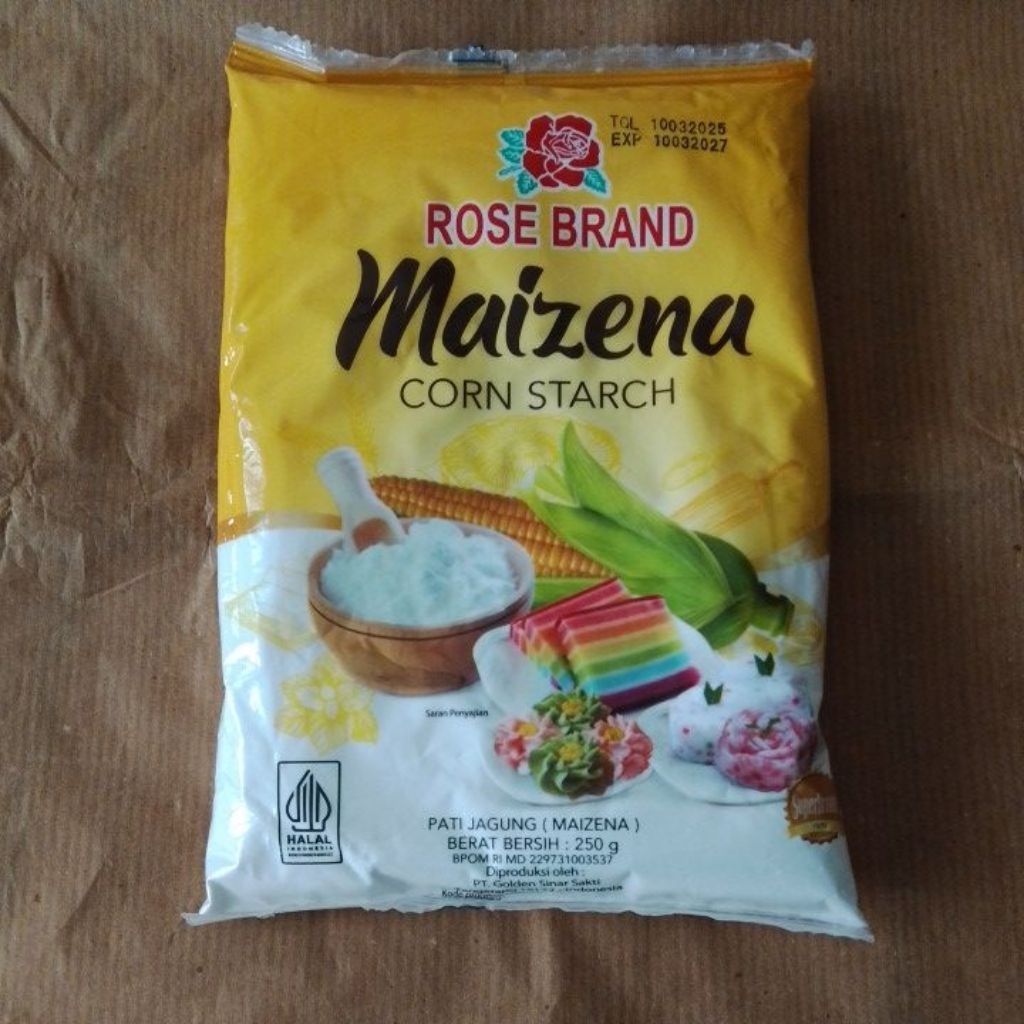 TGL 10032025
EXP 10032027
ROSE BRAND
Maizena
CORN STARCH
Saran Penyajian
HALAL
INDONESIA
PATI JAGUNG ( MAIZENA )
BERAT BERSIH : 250 g
BPOM RI MD 229731003537
Diproduksi oleh :
PT. Golden Sinar Sakti
Indonesia